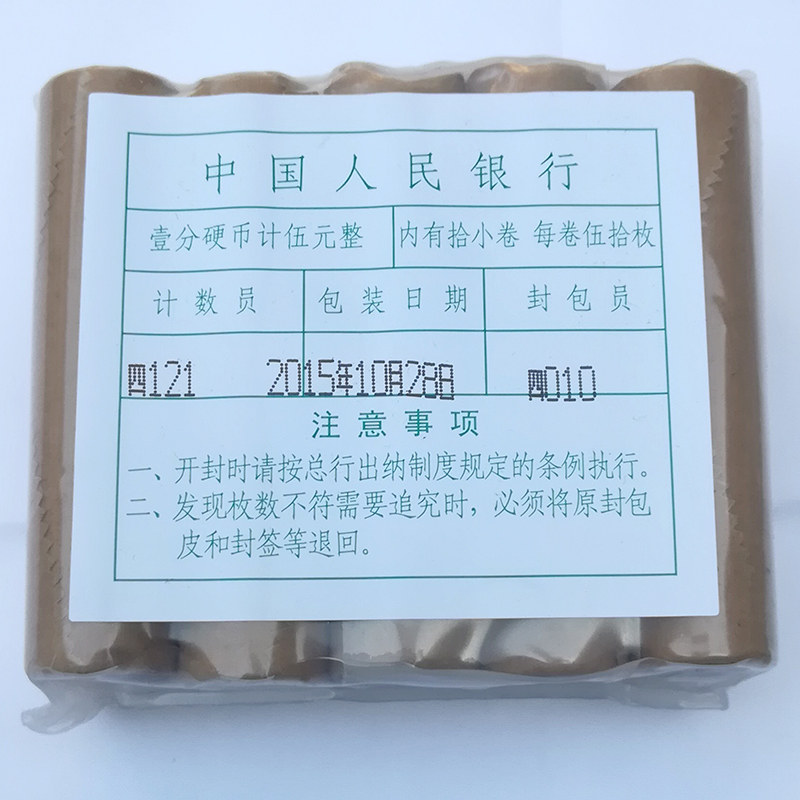 中国人民银行
壹分硬币计伍元整 内有拾小卷 每卷伍拾枚
计数员 包装日期 封包员
四121 2015年10月28日 四010
注意事项
一、开封时请按总行出纳制度规定的条例执行。
二、发现枚数不符需要追究时，必须将原封包
皮和封签等退回。